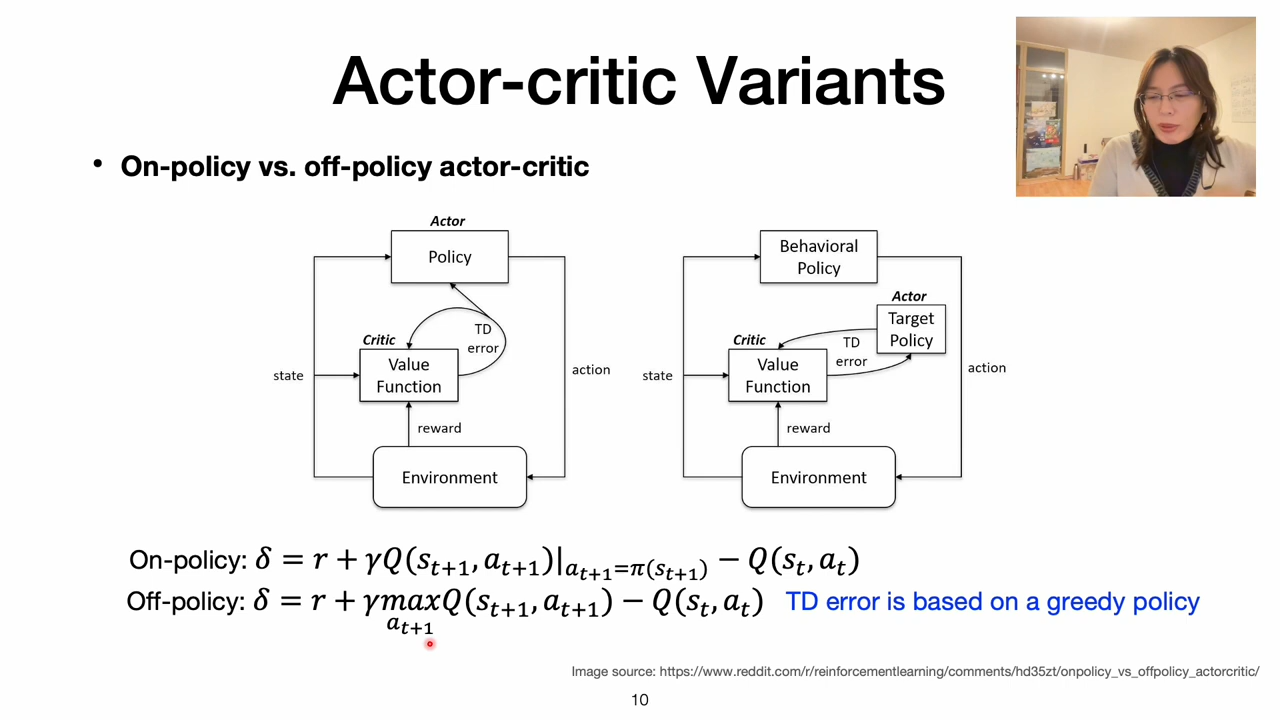 Actor-critic Variants
• On-policy vs. off-policy actor-critic
Actor
Policy
Critic
TD
error
Value
Function
state
action
reward
Environment
Behavioral
Policy
Actor
Target
Policy
Critic
TD
error
Value
Function
state
action
reward
Environment
On-policy: δ = r + γQ(s_{t+1}, a_{t+1})|_{a_{t+1}=π(s_{t+1})} − Q(s_t, a_t)
Off-policy: δ = r + γ max_{a_{t+1}} Q(s_{t+1}, a_{t+1}) − Q(s_t, a_t) TD error is based on a greedy policy
Image source: https://www.reddit.com/r/reinforcementlearning/comments/hd35zt/onpolicy_vs_offpolicy_actorcritic/
10